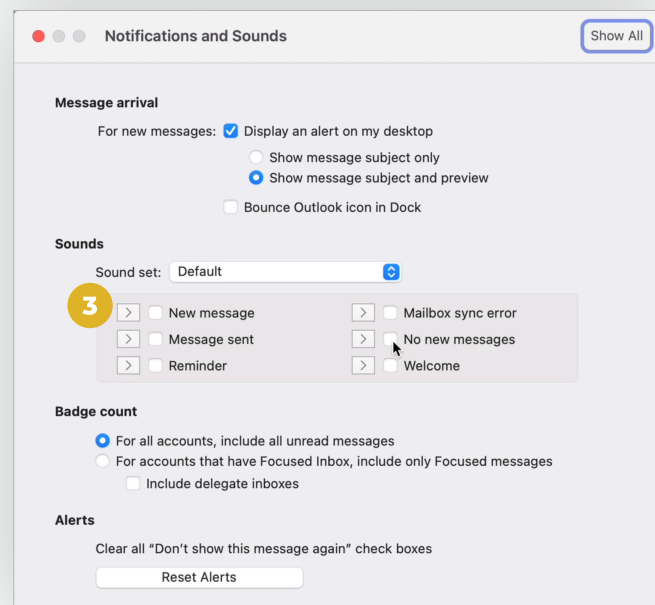 Notifications and Sounds
Show All
Message arrival
For new messages: Display an alert on my desktop
Show message subject only
Show message subject and preview
Bounce Outlook icon in Dock
Sounds
Sound set: Default
3
> New message > Mailbox sync error
> Message sent > No new messages
> Reminder > Welcome
Badge count
For all accounts, include all unread messages
For accounts that have Focused Inbox, include only Focused messages
Include delegate inboxes
Alerts
Clear all “Don’t show this message again” check boxes
Reset Alerts